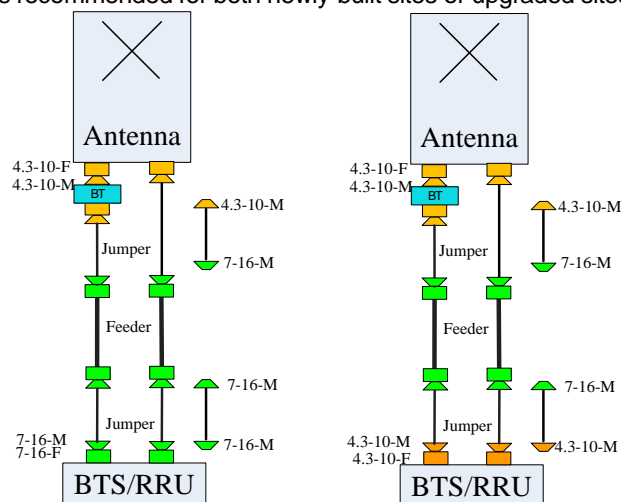 s recommended for both newly-built sites or upgraded sites
Antenna
4.3-10-F
4.3-10-M
BT
4.3-10-M
Jumper
7-16-M
Feeder
7-16-M
Jumper
7-16-M
7-16-F
7-16-M
BTS/RRU
Antenna
4.3-10-F
4.3-10-M
BT
4.3-10-M
Jumper
7-16-M
Feeder
7-16-M
Jumper
4.3-10-M
4.3-10-F
4.3-10-M
BTS/RRU